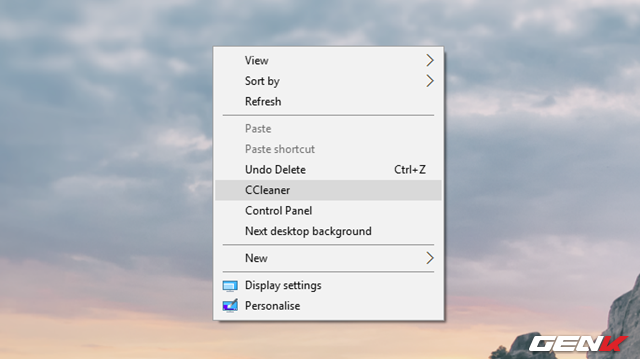 View
Sort by
Refresh
Paste
Paste shortcut
Undo Delete Ctrl+Z
CCleaner
Control Panel
Next desktop background
New
Display settings
Personalise
GENK